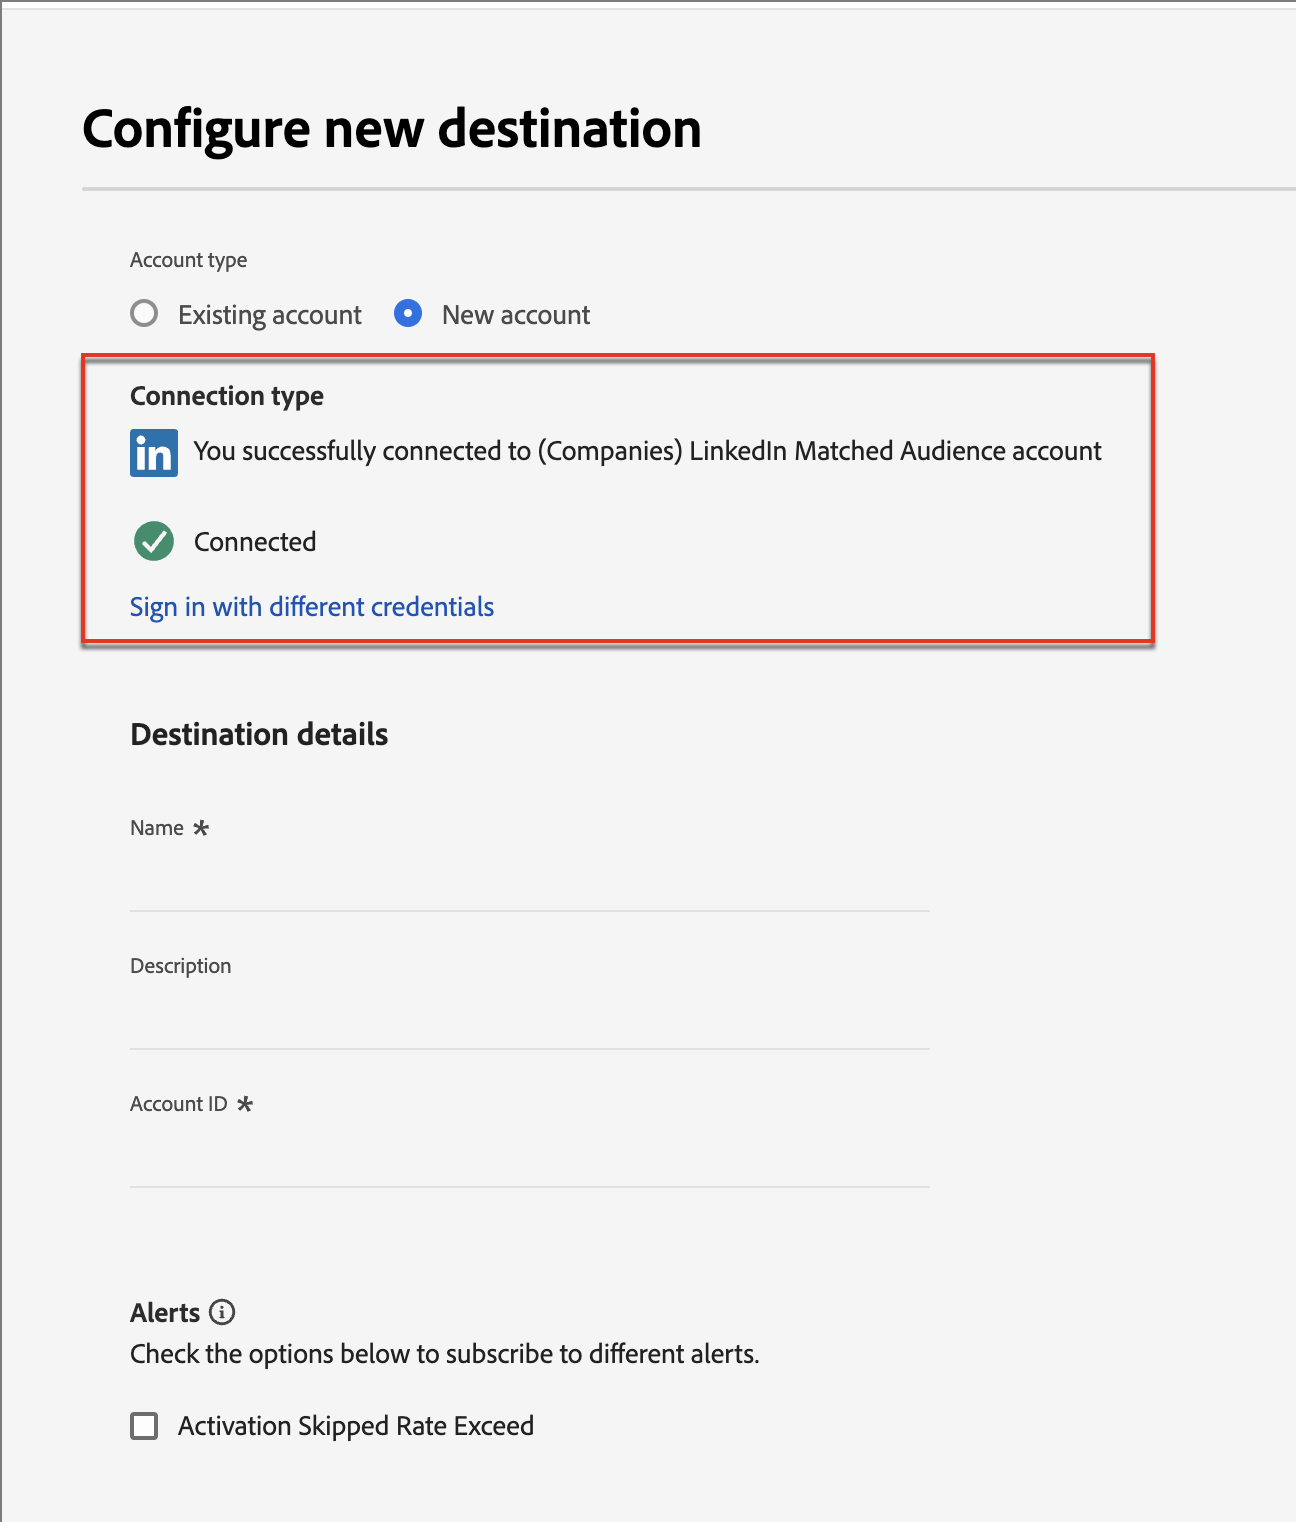 Configure new destination
Account type
Existing account New account
Connection type
in You successfully connected to (Companies) LinkedIn Matched Audience account
Connected
Sign in with different credentials
Destination details
Name *
Description
Account ID *
Alerts
Check the options below to subscribe to different alerts.
Activation Skipped Rate Exceed